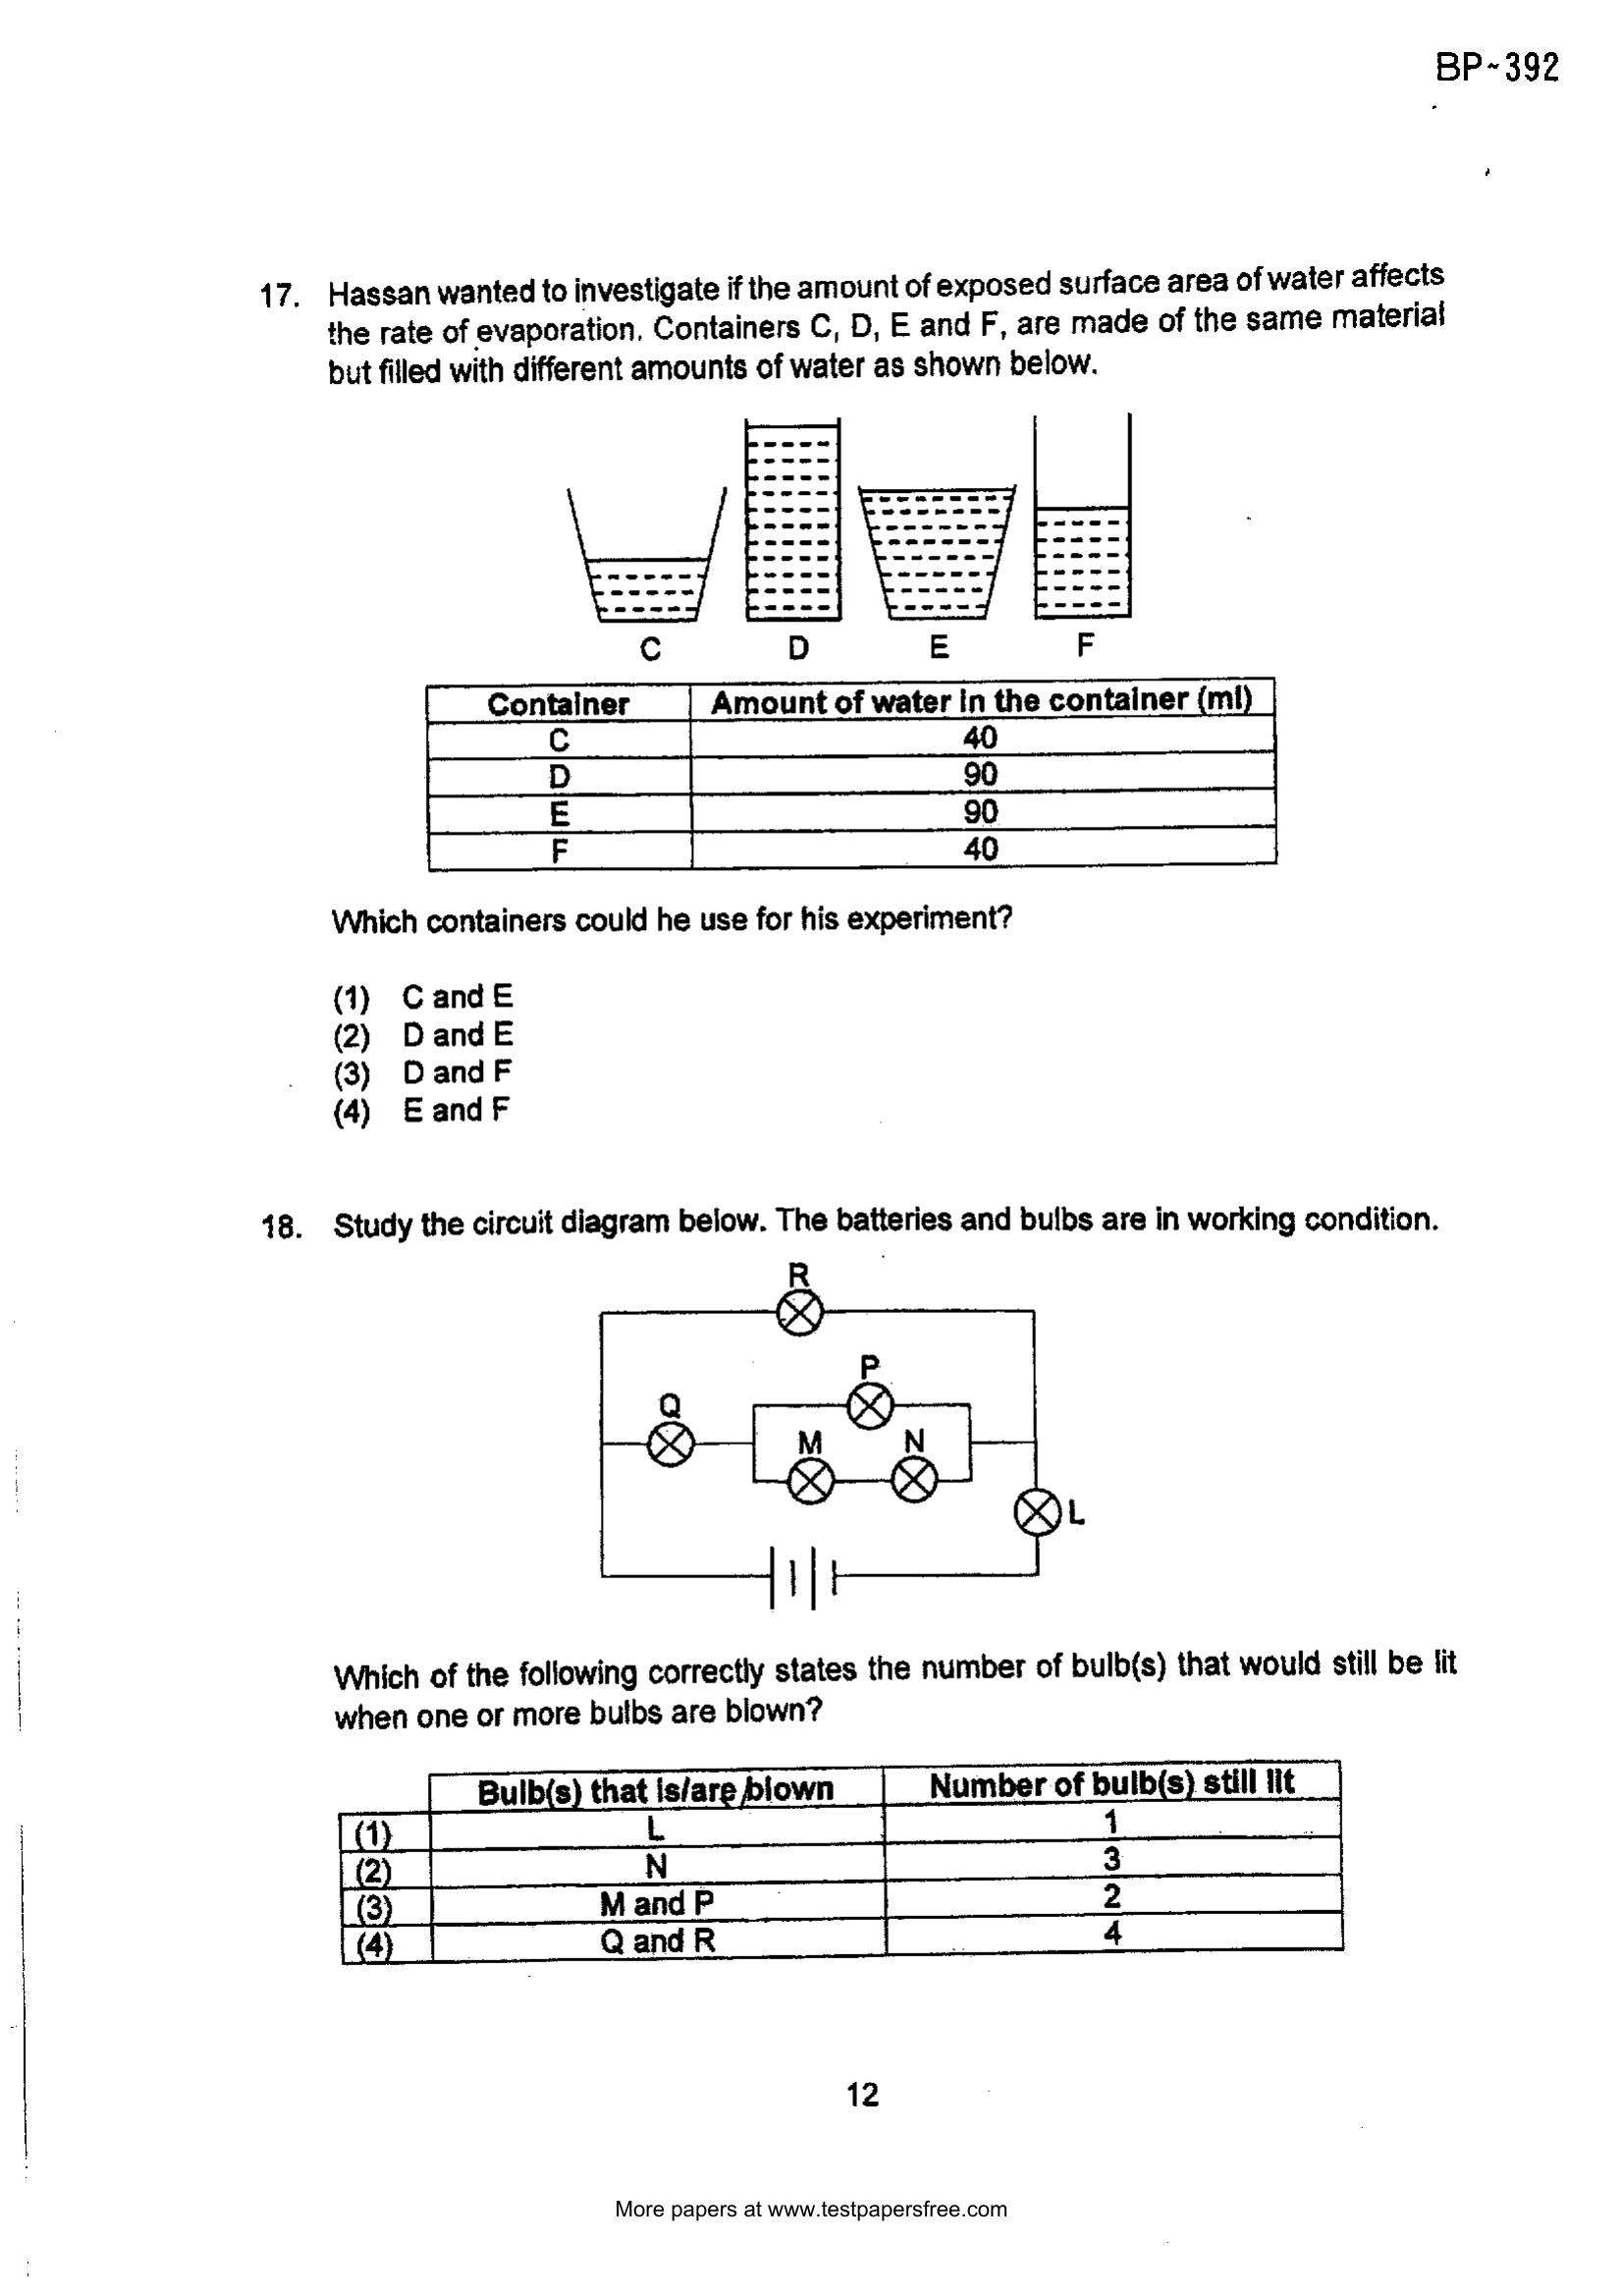 BP~392
17. Hassan wanted to investigate if the amount of exposed surface area of water affects
the rate of evaporation. Containers C, D, E and F, are made of the same material
but filled with different amounts of water as shown below.
C D E F
Container Amount of water in the container (ml)
C 40
D 90
E 90
F 40
Which containers could he use for his experiment?
(1) C and E
(2) D and E
(3) D and F
(4) E and F
18. Study the circuit diagram below. The batteries and bulbs are in working condition.
R
P
Q
M N
L
Which of the following correctly states the number of bulb(s) that would still be lit
when one or more bulbs are blown?
Bulb(s) that is/are blown Number of bulb(s) still lit
(1) L 1
(2) N 3
(3) M and P 2
(4) Q and R 4
12
More papers at www.testpapersfree.com